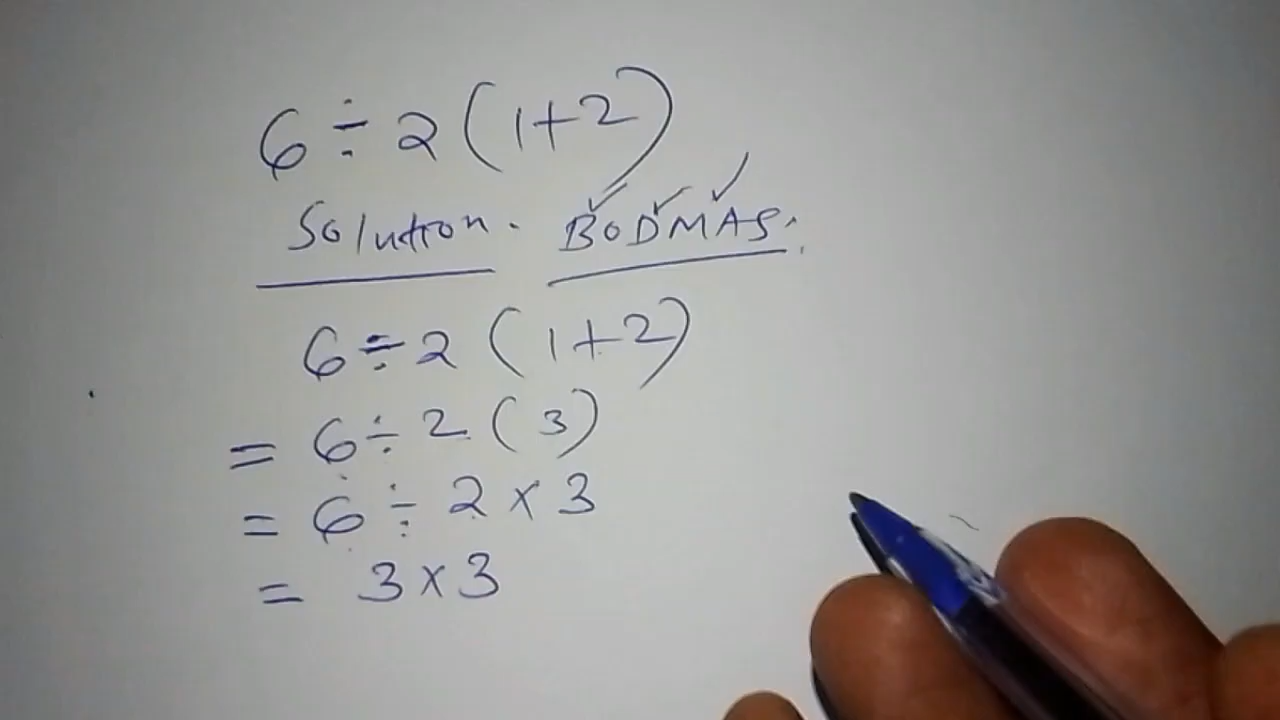 6 ÷ 2 (1+2)
Solution. BODMAS.
6 ÷ 2 (1+2)
= 6 ÷ 2 (3)
= 6 ÷ 2 × 3
= 3 × 3